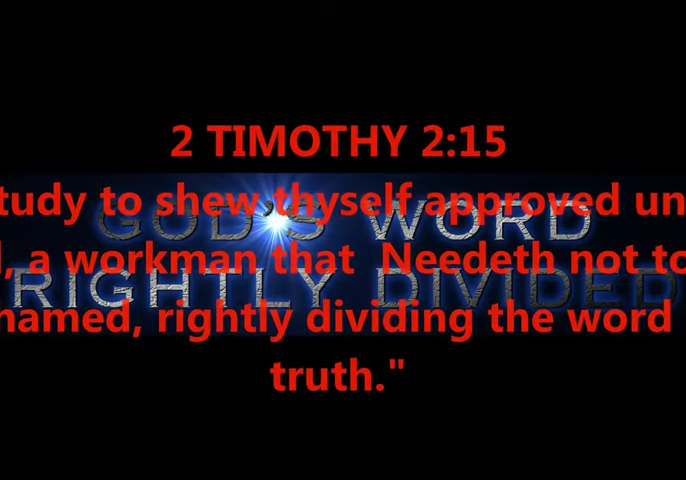 2 TIMOTHY 2:15
tudy to shew thyself approved un
GOD'S WORD
, a workman that Needeth not to
RIGHTLY DIVIDED
named, rightly dividing the word
truth."